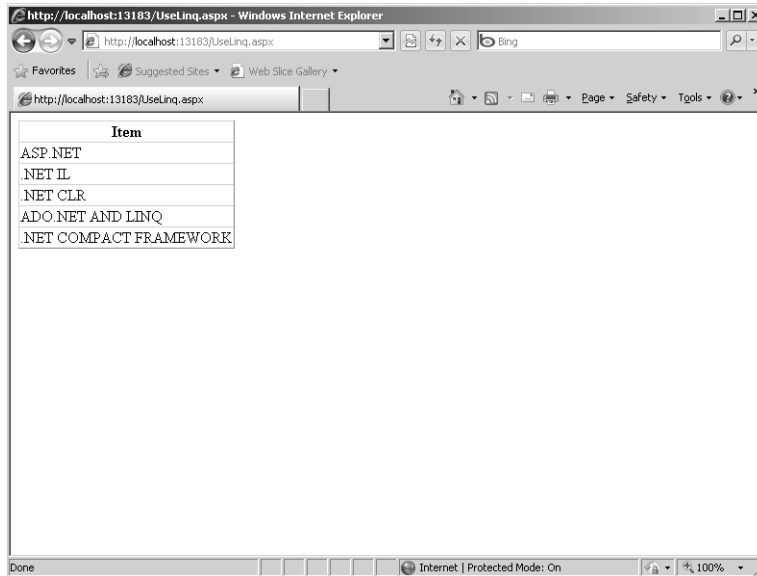 http://localhost:13183/UseLinq.aspx - Windows Internet Explorer
http://localhost:13183/UseLinq.aspx
Bing
Favorites Suggested Sites Web Slice Gallery
http://localhost:13183/UseLinq.aspx Page Safety Tools
Item
ASP.NET
.NET IL
.NET CLR
ADO.NET AND LINQ
.NET COMPACT FRAMEWORK
Done Internet | Protected Mode: On 100%